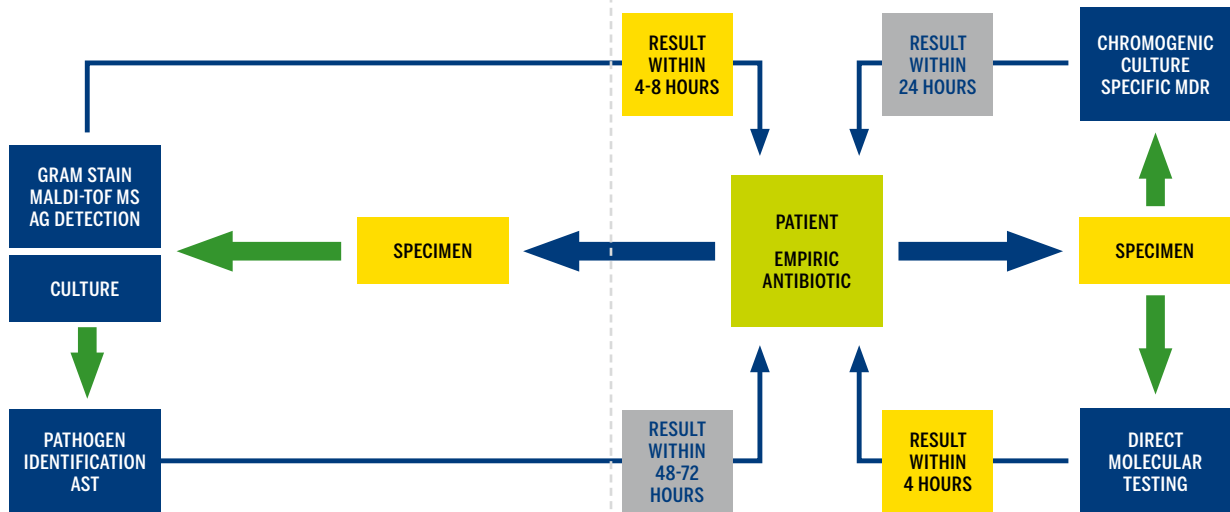 RESULT
WITHIN
4-8 HOURS
RESULT
WITHIN
24 HOURS
CHROMOGENIC
CULTURE
SPECIFIC MDR
GRAM STAIN
MALDI-TOF MS
AG DETECTION
CULTURE
SPECIMEN
PATIENT
EMPIRIC
ANTIBIOTIC
SPECIMEN
PATHOGEN
IDENTIFICATION
AST
RESULT
WITHIN
48-72
HOURS
RESULT
WITHIN
4 HOURS
DIRECT
MOLECULAR
TESTING